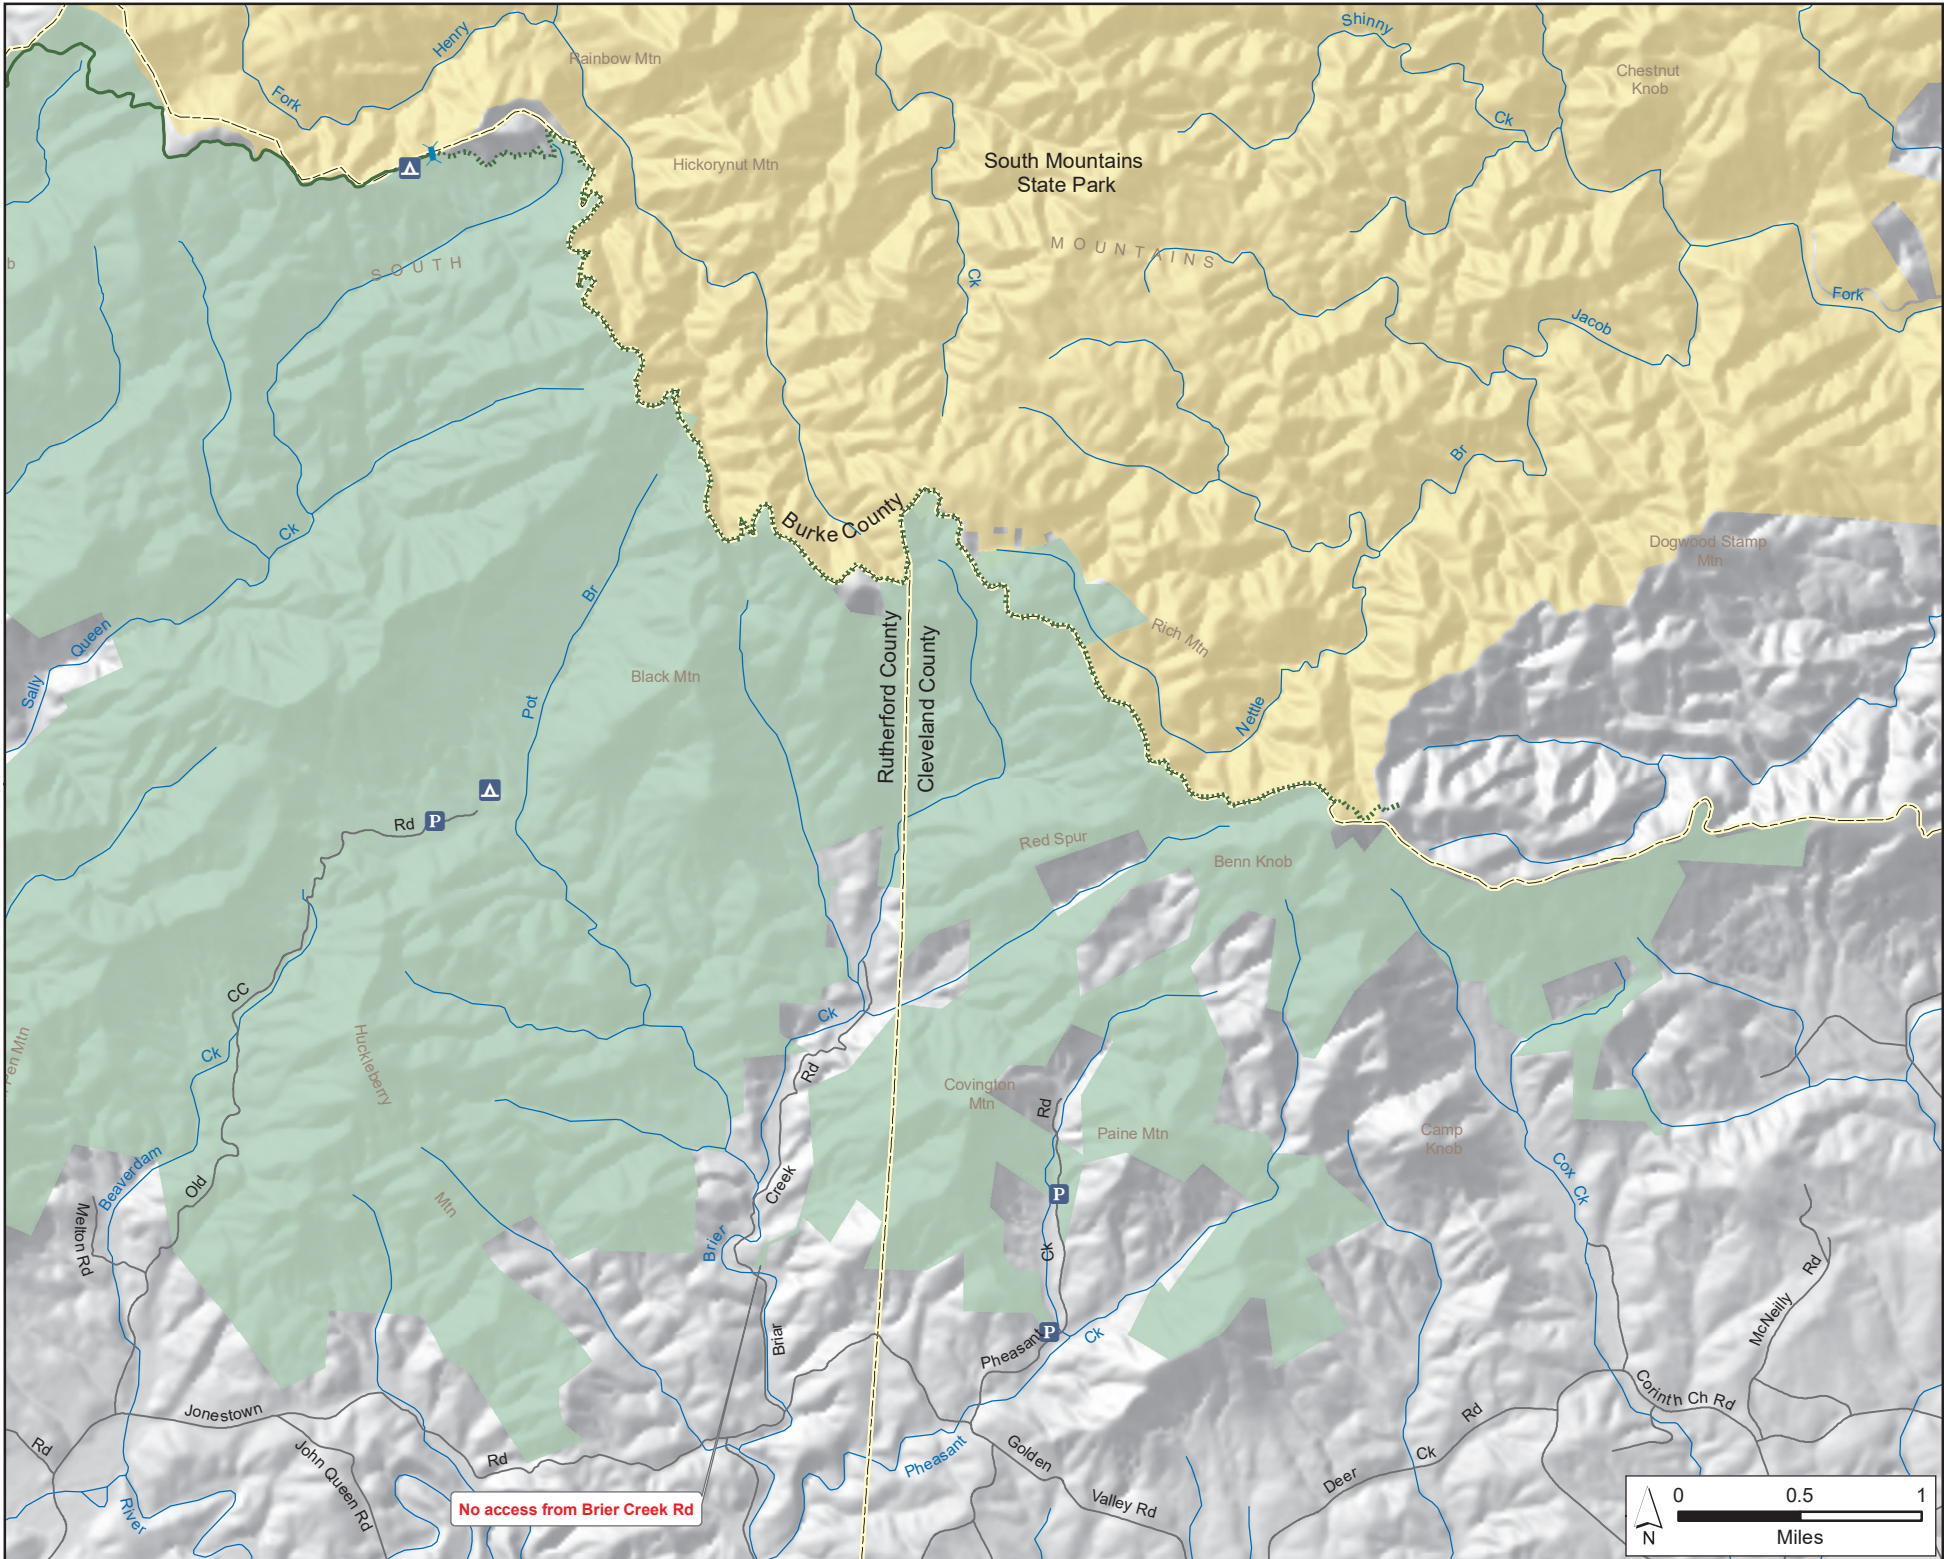 Henry
Fork
Rainbow Mtn
Shinny
Ck
Chestnut
Knob
Hickorynut Mtn
South Mountains
State Park
SOUTH
MOUNTAINS
b
Ck
Fork
Jacob
Br
Ck
Burke County
Dogwood Stamp
Mtn
Queen
Sally
Br
Pot
Black Mtn
Rutherford County
Cleveland County
Rich Mtn
Nettle
Rd
P
Red Spur
Benn Knob
CC
Ck
Pen Mtn
Huckleberry
Mtn
Ck
Rd
Covington
Mtn
Rd
Paine Mtn
Camp
Knob
Beaverdam
Old
Melton Rd
Creek
Brier
Briar
P
Ck
Cox Ck
P
Pheasant
Ck
McNeilly
Rd
Corinth Ch Rd
Jonestown
Rd
Rd
John Queen Rd
River
No access from Brier Creek Rd
Pheasant
Golden
Valley Rd
Deer
Ck
Rd
0 0.5 1
Miles
N